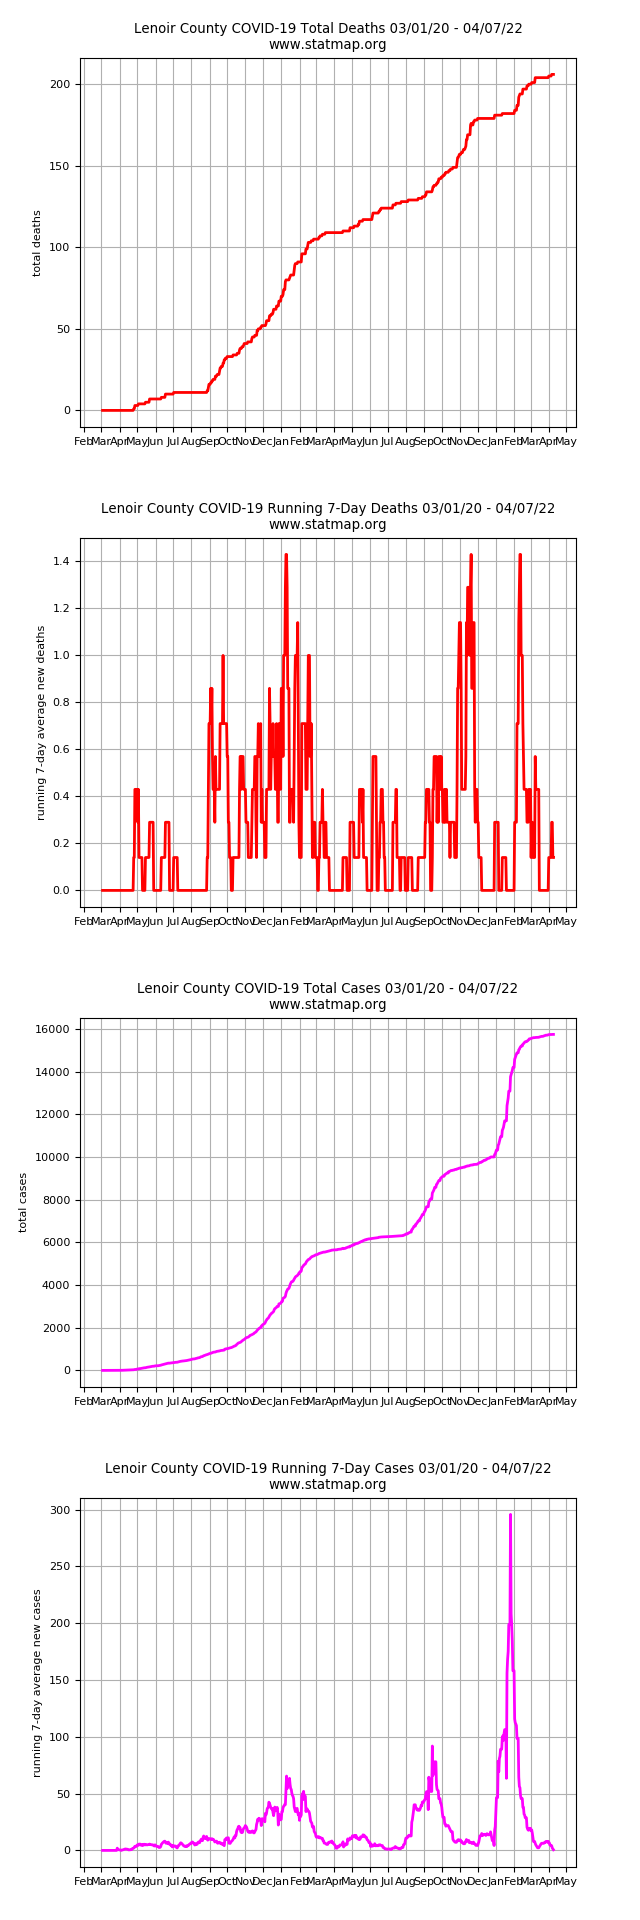 Lenoir County COVID-19 Total Deaths 03/01/20 - 04/07/22
www.statmap.org
200
150
100
50
0
total deaths
Feb Mar Apr May Jun Jul Aug Sep Oct Nov Dec Jan Feb Mar Apr May Jun Jul Aug Sep Oct Nov Dec Jan Feb Mar Apr May
Lenoir County COVID-19 Running 7-Day Deaths 03/01/20 - 04/07/22
www.statmap.org
1.4
1.2
1.0
0.8
0.6
0.4
0.2
0.0
running 7-day average new deaths
Feb Mar Apr May Jun Jul Aug Sep Oct Nov Dec Jan Feb Mar Apr May Jun Jul Aug Sep Oct Nov Dec Jan Feb Mar Apr May
Lenoir County COVID-19 Total Cases 03/01/20 - 04/07/22
www.statmap.org
16000
14000
12000
10000
8000
6000
4000
2000
0
total cases
Feb Mar Apr May Jun Jul Aug Sep Oct Nov Dec Jan Feb Mar Apr May Jun Jul Aug Sep Oct Nov Dec Jan Feb Mar Apr May
Lenoir County COVID-19 Running 7-Day Cases 03/01/20 - 04/07/22
www.statmap.org
300
250
200
150
100
50
0
running 7-day average new cases
Feb Mar Apr May Jun Jul Aug Sep Oct Nov Dec Jan Feb Mar Apr May Jun Jul Aug Sep Oct Nov Dec Jan Feb Mar Apr May